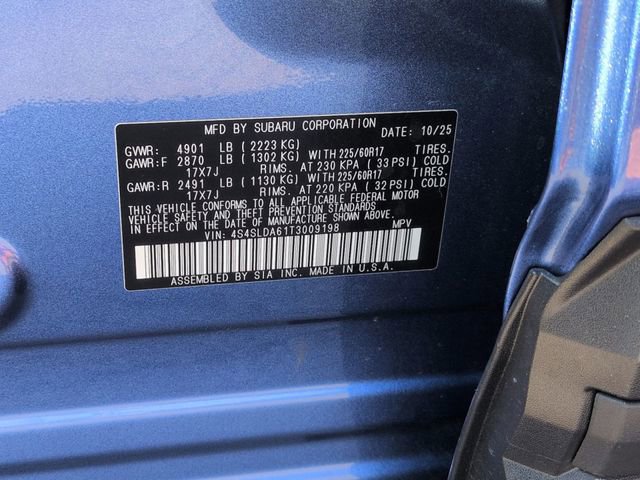 MFD BY SUBARU CORPORATION DATE: 10/25
GVWR: 4901 LB (2223 KG) TIRES.
GAWR:F 2870 LB (1302 KG) WITH 225/60R17
17X7J RIMS. AT 230 KPA (33 PSI) COLD
GAWR:R 2491 LB (1130 KG) WITH 225/60R17 TIRES.
17X7J RIMS. AT 220 KPA (32 PSI) COLD
THIS VEHICLE CONFORMS TO ALL APPLICABLE FEDERAL MOTOR
VEHICLE SAFETY AND THEFT PREVENTION STANDARDS
IN EFFECT ON THE DATE OF MANUFACTURE SHOWN ABOVE.
VIN: 4S4SLDA61T3009198 MPV
ASSEMBLED BY SIA INC. MADE IN U.S.A.